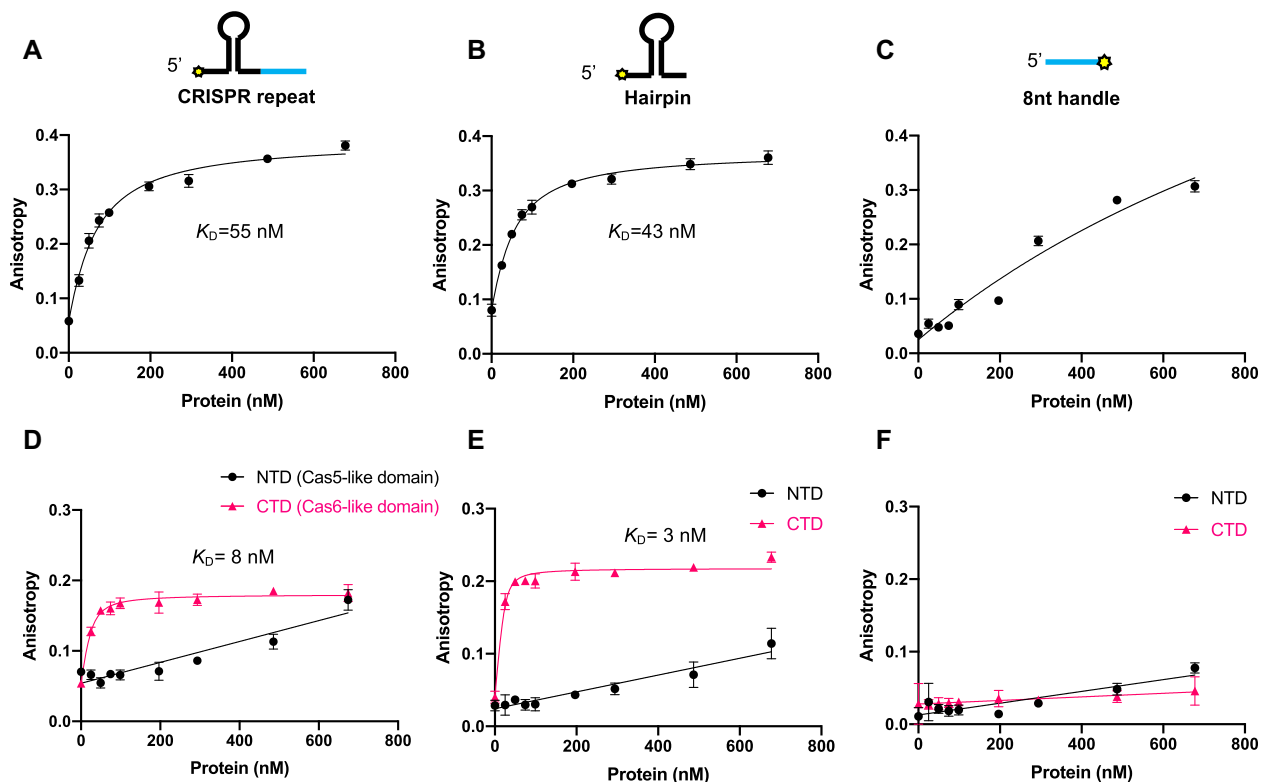 A
5’
CRISPR repeat
B
5’
Hairpin
C
5’
8nt handle
Anisotropy
0.4
0.3
0.2
0.1
0.0
KD=55 nM
0
200
400
600
800
Protein (nM)
Anisotropy
0.4
0.3
0.2
0.1
0.0
KD=43 nM
0
200
400
600
800
Protein (nM)
Anisotropy
0.4
0.3
0.2
0.1
0.0
0
200
400
600
800
Protein (nM)
D
NTD (Cas5-like domain)
CTD (Cas6-like domain)
Anisotropy
0.3
0.2
0.1
0.0
KD= 8 nM
0
200
400
600
800
Protein (nM)
E
NTD
CTD
Anisotropy
0.3
0.2
0.1
0.0
KD= 3 nM
0
200
400
600
800
Protein (nM)
F
NTD
CTD
Anisotropy
0.3
0.2
0.1
0.0
0
200
400
600
800
Protein (nM)